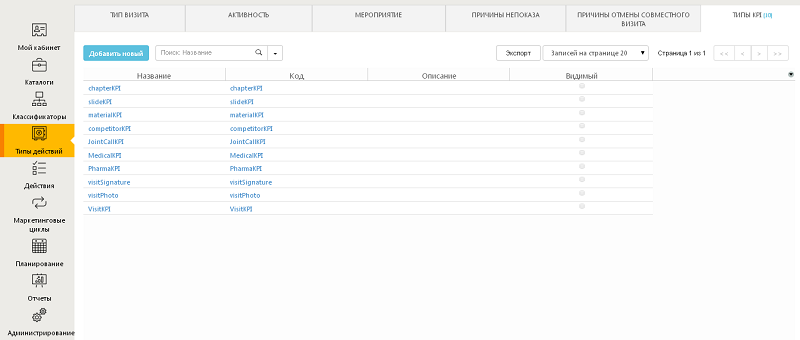 ТИП ВИЗИТА
АКТИВНОСТЬ
МЕРОПРИЯТИЕ
ПРИЧИНЫ НЕПОКАЗА
ПРИЧИНЫ ОТМЕНЫ СОВМЕСТНОГО
ВИЗИТА
ТИПЫ KPI (10)
Мой кабинет
Каталоги
Классификаторы
Типы действий
Действия
Маркетинговые
циклы
Планирование
Отчеты
Администрирование
Добавить новый
Поиск: Название
Экспорт
Записей на странице 20
Страница 1 из 1
<< < > >>
Название Код Описание Видимый
chapterKPI chapterKPI
slideKPI slideKPI
materialKPI materialKPI
competitorKPI competitorKPI
JointCallKPI JointCallKPI
MedicalKPI MedicalKPI
PharmaKPI PharmaKPI
visitSignature visitSignature
visitPhoto visitPhoto
VisitKPI VisitKPI